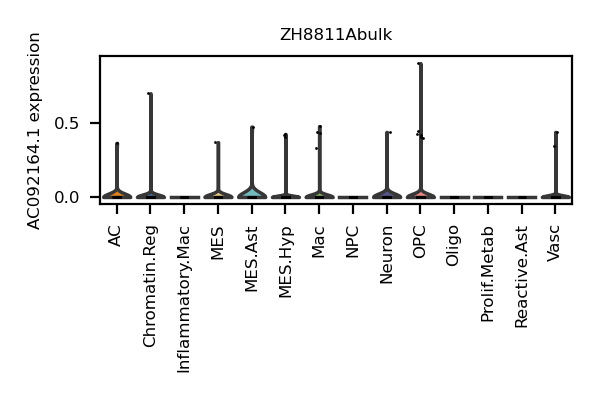 ZH8811Abulk
AC092164.1 expression
0.5
0.0
AC
Chromatin.Reg
Inflammatory.Mac
MES
MES.Ast
MES.Hyp
Mac
NPC
Neuron
OPC
Oligo
Prolif.Metab
Reactive.Ast
Vasc